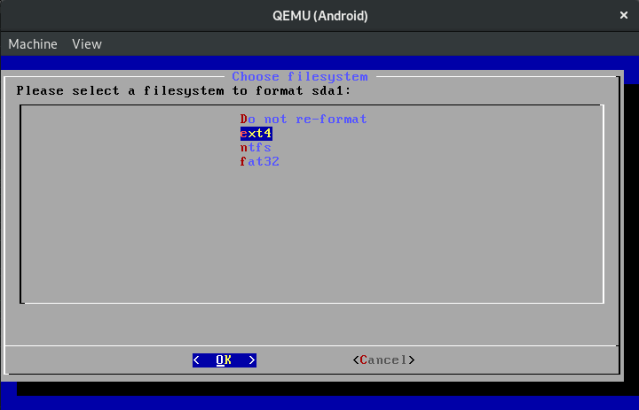 QEMU (Android)
×
Machine View
Choose filesystem
Please select a filesystem to format sda1:
Do not re-format
ext4
ntfs
fat32
< OK > <Cancel>